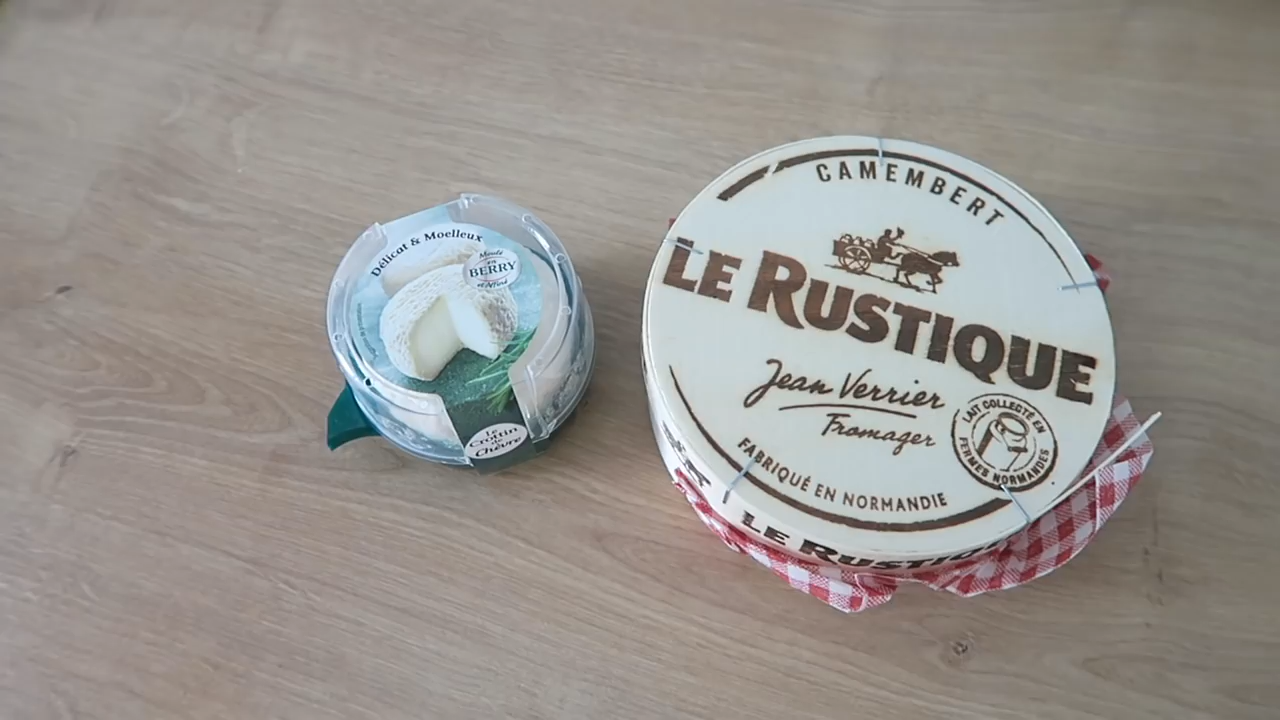 Délicat & Moelleux
Moulé
en
BERRY
et Affiné
Le
Crottin
de
Chèvre
CAMEMBERT
LE RUSTIQUE
Jean Verrier
Fromager
LAIT COLLECTÉ EN
FERMES NORMANDES
FABRIQUÉ EN NORMANDIE
LE RUSTIQUE